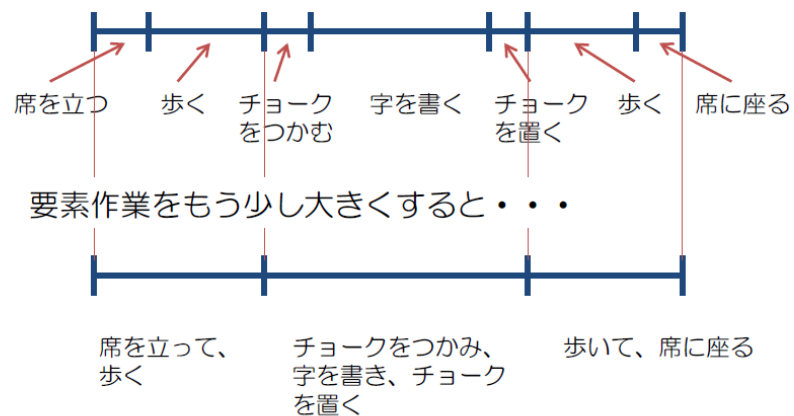 席を立つ
歩く
チョーク
をつかむ
字を書く
チョーク
を置く
歩く
席に座る
要素作業をもう少し大きくすると・・・
席を立って、
歩く
チョークをつかみ、
字を書き、チョーク
を置く
歩いて、席に座る